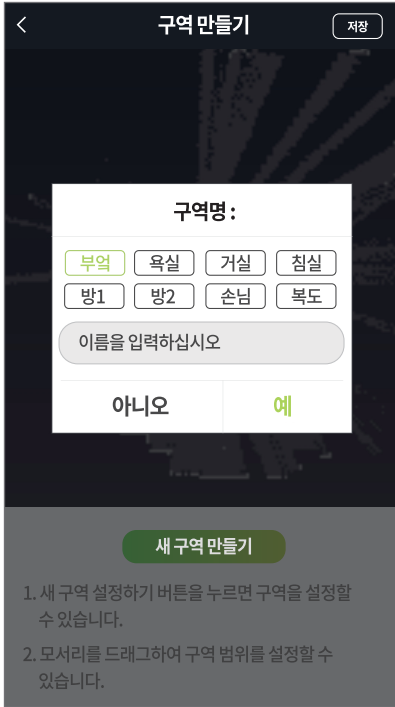 구역 만들기
저장
구역명 :
부엌 욕실 거실 침실
방1 방2 손님 복도
이름을 입력하십시오
아니오 예
새 구역 만들기
1. 새 구역 설정하기 버튼을 누르면 구역을 설정할
수 있습니다.
2. 모서리를 드래그하여 구역 범위를 설정할 수
있습니다.